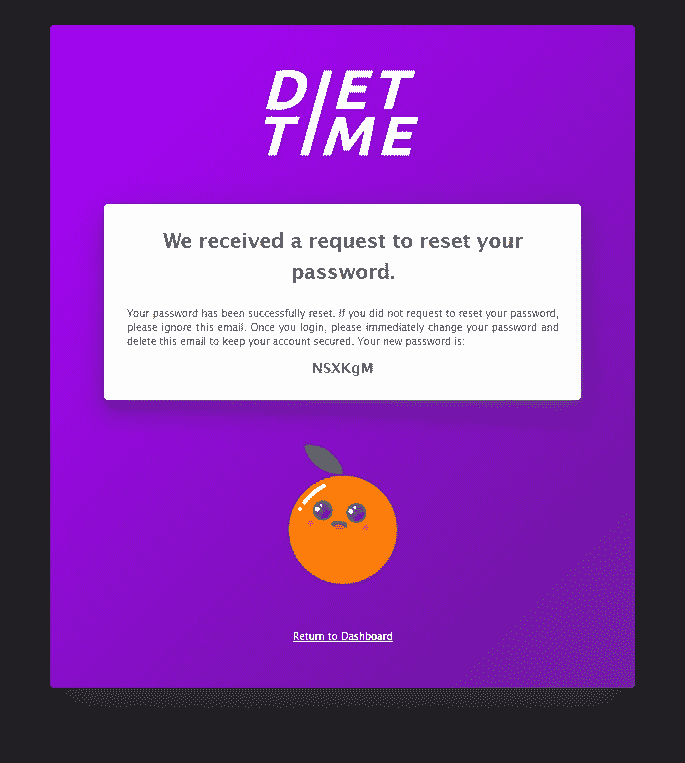 DIET
TIME
We received a request to reset your
password.
Your password has been successfully reset. If you did not request to reset your password,
please ignore this email. Once you login, please immediately change your password and
delete this email to keep your account secured. Your new password is:
NSXKgM
Return to Dashboard